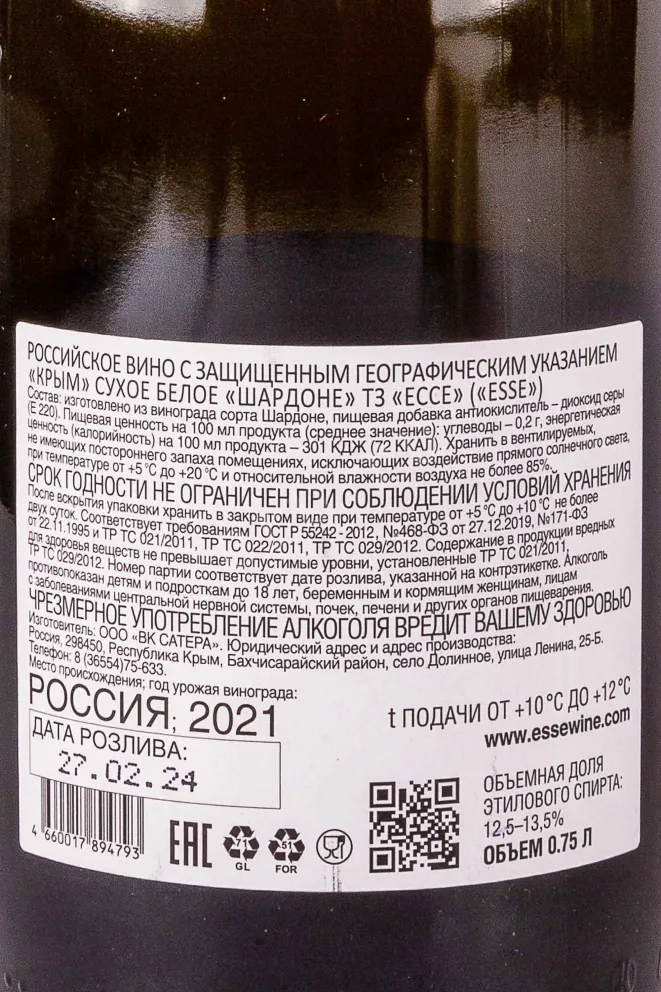 РОССИЙСКОЕ ВИНО С ЗАЩИЩЕННЫМ ГЕОГРАФИЧЕСКИМ УКАЗАНИЕМ
«КРЫМ» СУХОЕ БЕЛОЕ «ШАРДОНЕ» ТЗ «ЕССЕ» («ESSE»)
Состав: изготовлено из винограда сорта Шардоне, пищевая добавка антиокислитель – диоксид серы
(Е 220). Пищевая ценность на 100 мл продукта (среднее значение): углеводы – 0,2 г, энергетическая
ценность (калорийность) на 100 мл продукта – 301 КДЖ (72 ККАЛ). Хранить в вентилируемых,
не имеющих постороннего запаха помещениях, исключающих воздействие прямого солнечного света,
при температуре от +5°С до +20°С и относительной влажности воздуха не более 85%.
СРОК ГОДНОСТИ НЕ ОГРАНИЧЕН ПРИ СОБЛЮДЕНИИ УСЛОВИЙ ХРАНЕНИЯ
После вскрытия упаковки хранить в закрытом виде при температуре от +5°С до +10°С не более
двух суток. Соответствует требованиям ГОСТ Р 55242 - 2012, №468-ФЗ от 27.12.2019, №171-ФЗ
от 22.11.1995 и ТР ТС 021/2011, ТР ТС 022/2011, ТР ТС 029/2012. Содержание в продукции вредных
для здоровья веществ не превышает допустимые уровни, установленные ТР ТС 021/2011,
ТР ТС 029/2012. Номер партии соответствует дате розлива, указанной на контрэтикетке. Алкоголь
противопоказан детям и подросткам до 18 лет, беременным и кормящим женщинам, лицам
с заболеваниями центральной нервной системы, почек, печени и других органов пищеварения.
ЧРЕЗМЕРНОЕ УПОТРЕБЛЕНИЕ АЛКОГОЛЯ ВРЕДИТ ВАШЕМУ ЗДОРОВЬЮ
Изготовитель: ООО «ВК САТЕРА». Юридический адрес и адрес производства:
Россия, 298450, Республика Крым, Бахчисарайский район, село Долинное, улица Ленина, 25-Б.
Телефон: 8 (36554)75-633.
Место происхождения; год урожая винограда:
РОССИЯ; 2021
t ПОДАЧИ ОТ +10°С ДО +12°С
www.essewine.com
ДАТА РОЗЛИВА:
27.02.24
ОБЪЕМНАЯ ДОЛЯ
ЭТИЛОВОГО СПИРТА:
12,5–13,5%
ОБЪЕМ 0.75 Л
4 660017 894793
EAC
71
GL
51
FOR